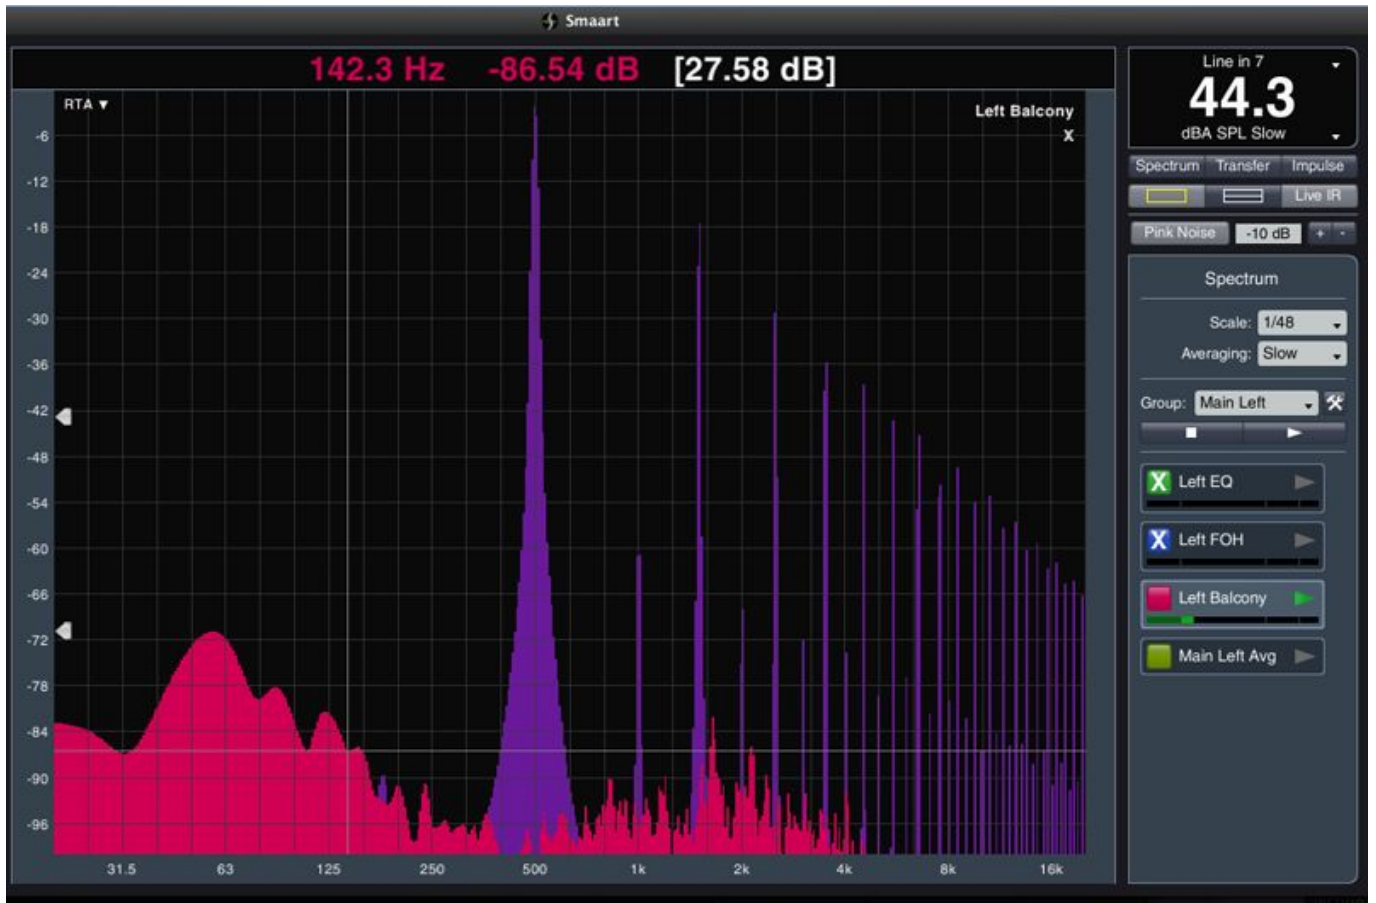 Smaart
142.3 Hz -86.54 dB [27.58 dB]
RTA
Left Balcony
X
-6
-12
-18
-24
-30
-36
-42
-48
-54
-60
-66
-72
-78
-84
-90
-96
31.5 63 125 250 500 1k 2k 4k 8k 16k
Line in 7
44.3
dBA SPL Slow
Spectrum Transfer Impulse
Live IR
Pink Noise -10 dB + -
Spectrum
Scale: 1/48
Averaging: Slow
Group: Main Left
X Left EQ
X Left FOH
Left Balcony
Main Left Avg